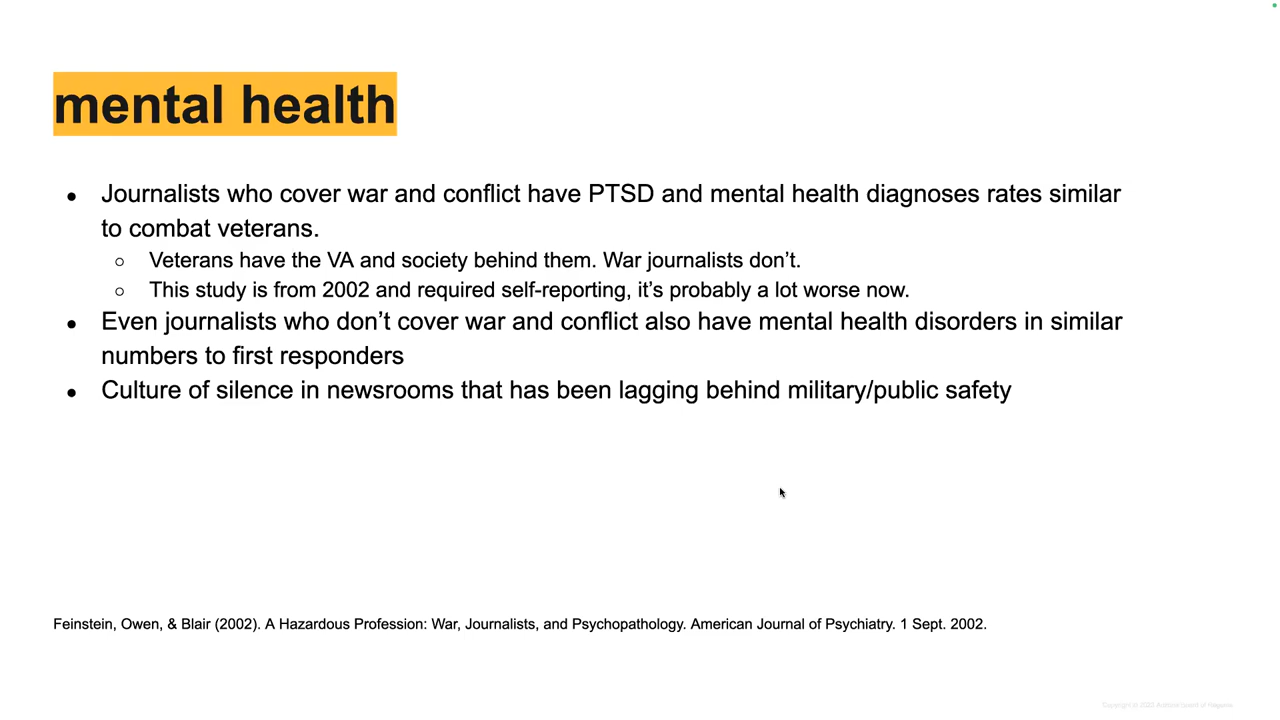 mental health
● Journalists who cover war and conflict have PTSD and mental health diagnoses rates similar
to combat veterans.
○ Veterans have the VA and society behind them. War journalists don’t.
○ This study is from 2002 and required self-reporting, it’s probably a lot worse now.
● Even journalists who don’t cover war and conflict also have mental health disorders in similar
numbers to first responders
● Culture of silence in newsrooms that has been lagging behind military/public safety
Feinstein, Owen, & Blair (2002). A Hazardous Profession: War, Journalists, and Psychopathology. American Journal of Psychiatry. 1 Sept. 2002.
Copyright